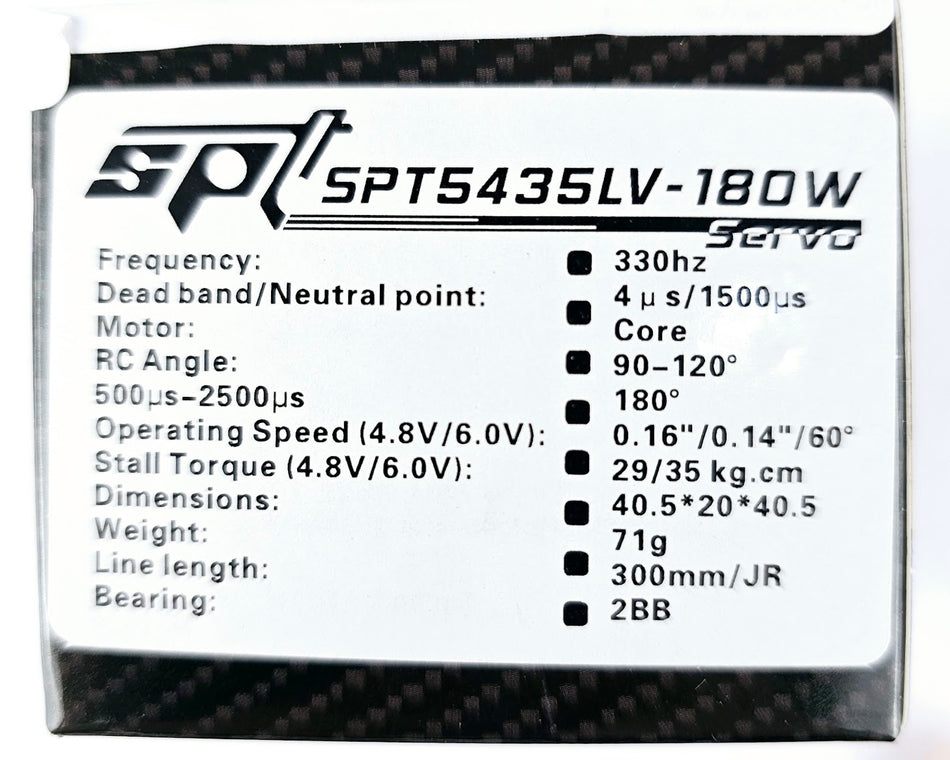 spt
SPT5435LV-180W
Servo
Frequency: 330hz
Dead band/Neutral point: 4 μ s/1500μs
Motor: Core
RC Angle: 90-120°
500μs-2500μs 180°
Operating Speed (4.8V/6.0V): 0.16"/0.14"/60°
Stall Torque (4.8V/6.0V): 29/35 kg.cm
Dimensions: 40.5*20*40.5
Weight: 71g
Line length: 300mm/JR
Bearing: 2BB